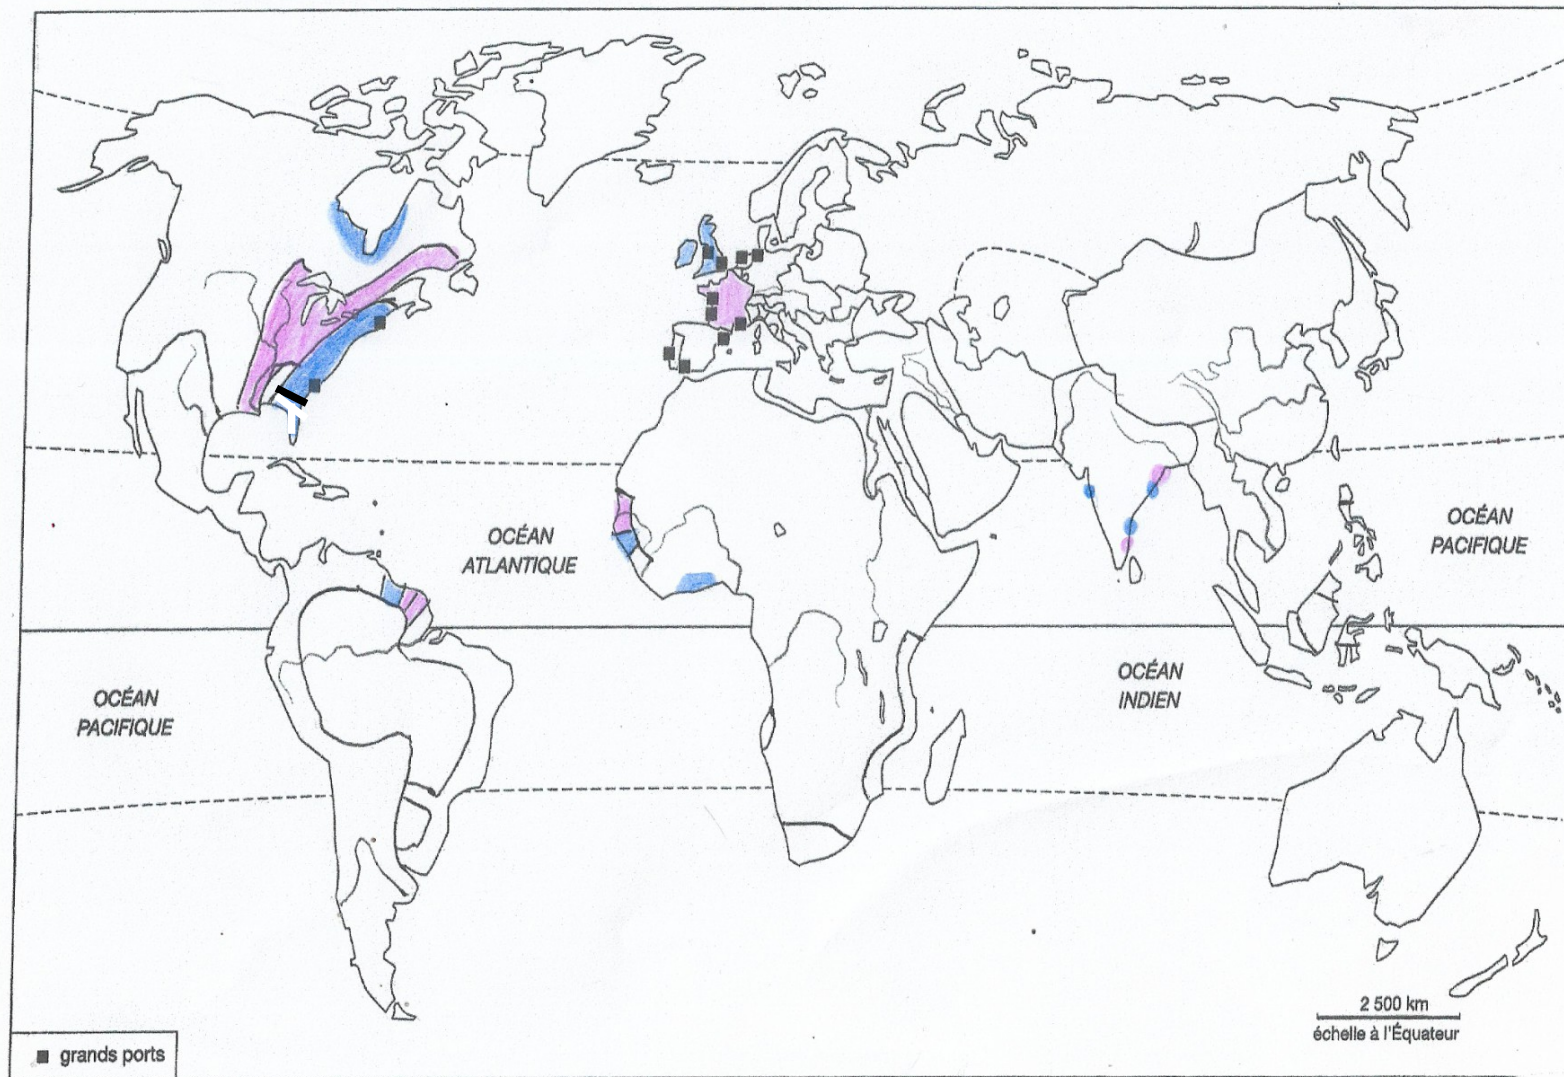 OCÉAN
ATLANTIQUE
OCÉAN
PACIFIQUE
OCÉAN
PACIFIQUE
OCÉAN
INDIEN
2 500 km
échelle à l'Équateur
grands ports